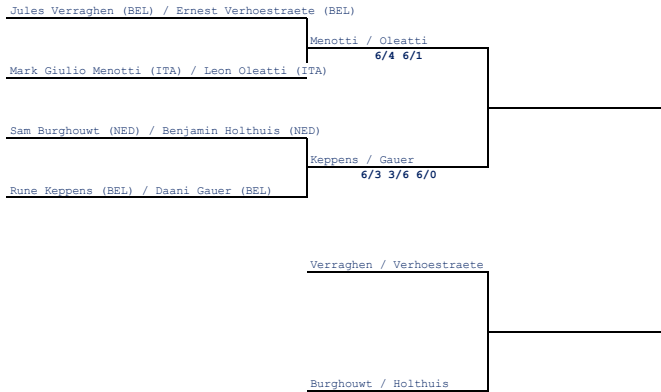 Jules Verraghen (BEL) / Ernest Verhoestraete (BEL)
Menotti / Oleatti
6/4 6/1
Mark Giulio Menotti (ITA) / Leon Oleatti (ITA)
Sam Burghouwt (NED) / Benjamin Holthuis (NED)
Keppens / Gauer
6/3 3/6 6/0
Rune Keppens (BEL) / Daani Gauer (BEL)
Verraghen / Verhoestraete
Burghouwt / Holthuis